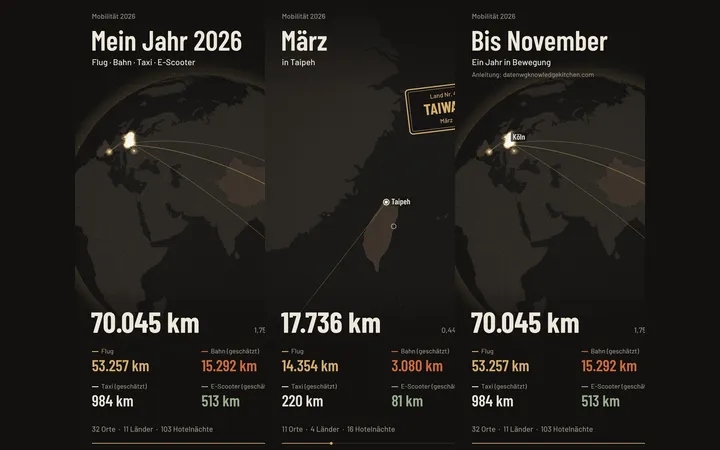 Mobilität 2026
Mein Jahr 2026
Flug · Bahn · Taxi · E-Scooter
70.045 km
Flug
Bahn (geschätzt)
53.257 km
15.292 km
Taxi (geschätzt)
E-Scooter
984 km
513 km
32 Orte · 11 Länder · 103 Hotelnächte
Mobilität 2026
März
in Taipeh
Land Nr.
März
Taipeh
17.736 km
Flug
Bahn (geschätzt)
14.354 km
3.080 km
Taxi (geschätzt)
E-Scooter
220 km
81 km
11 Orte · 4 Länder · 16 Hotelnächte
Mobilität 2026
Bis November
Ein Jahr in Bewegung
Anleitung: datenwgknowledgekitchen.com
Köln
70.045 km
Flug
Bahn (geschätzt)
53.257 km
15.292 km
Taxi (geschätzt)
E-Scooter
984 km
513 km
32 Orte · 11 Länder · 103 Hotelnächte